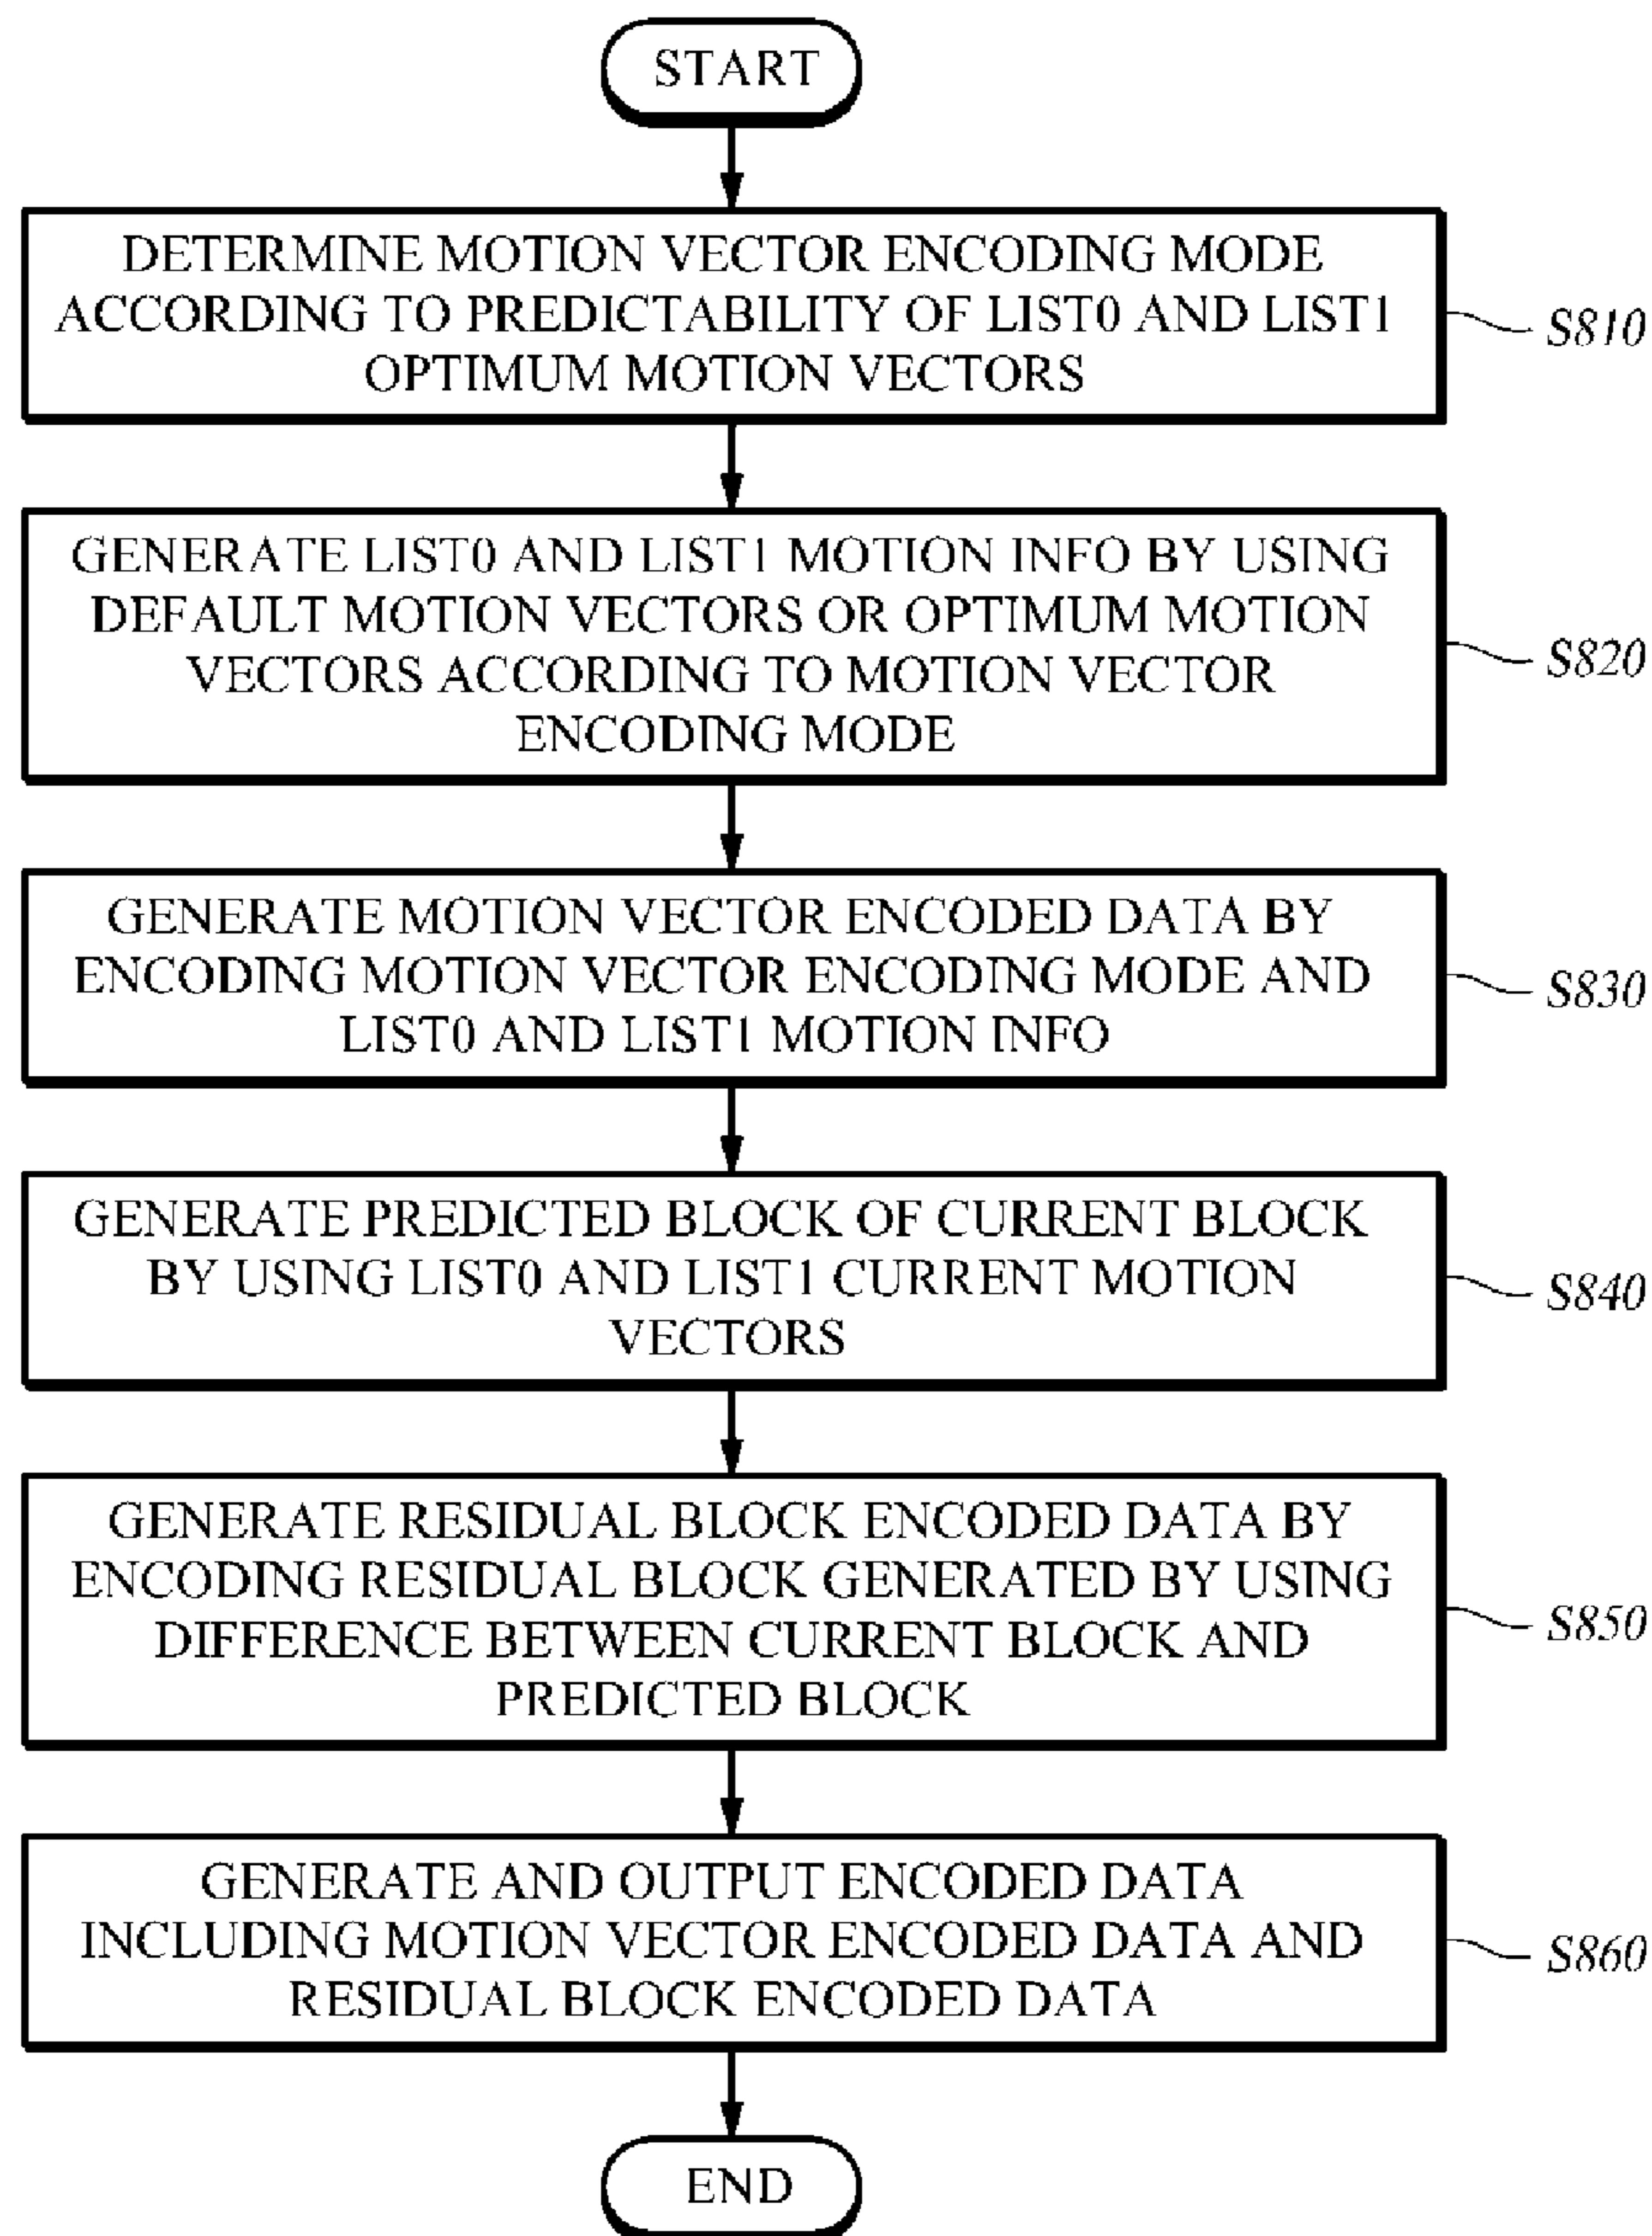 START
DETERMINE MOTION VECTOR ENCODING MODE
ACCORDING TO PREDICTABILITY OF LIST0 AND LIST1
OPTIMUM MOTION VECTORS
S810
GENERATE LIST0 AND LIST1 MOTION INFO BY USING
DEFAULT MOTION VECTORS OR OPTIMUM MOTION
VECTORS ACCORDING TO MOTION VECTOR
ENCODING MODE
S820
GENERATE MOTION VECTOR ENCODED DATA BY
ENCODING MOTION VECTOR ENCODING MODE AND
LIST0 AND LIST1 MOTION INFO
S830
GENERATE PREDICTED BLOCK OF CURRENT BLOCK
BY USING LIST0 AND LIST1 CURRENT MOTION
VECTORS
S840
GENERATE RESIDUAL BLOCK ENCODED DATA BY
ENCODING RESIDUAL BLOCK GENERATED BY USING
DIFFERENCE BETWEEN CURRENT BLOCK AND
PREDICTED BLOCK
S850
GENERATE AND OUTPUT ENCODED DATA
INCLUDING MOTION VECTOR ENCODED DATA AND
RESIDUAL BLOCK ENCODED DATA
S860
END